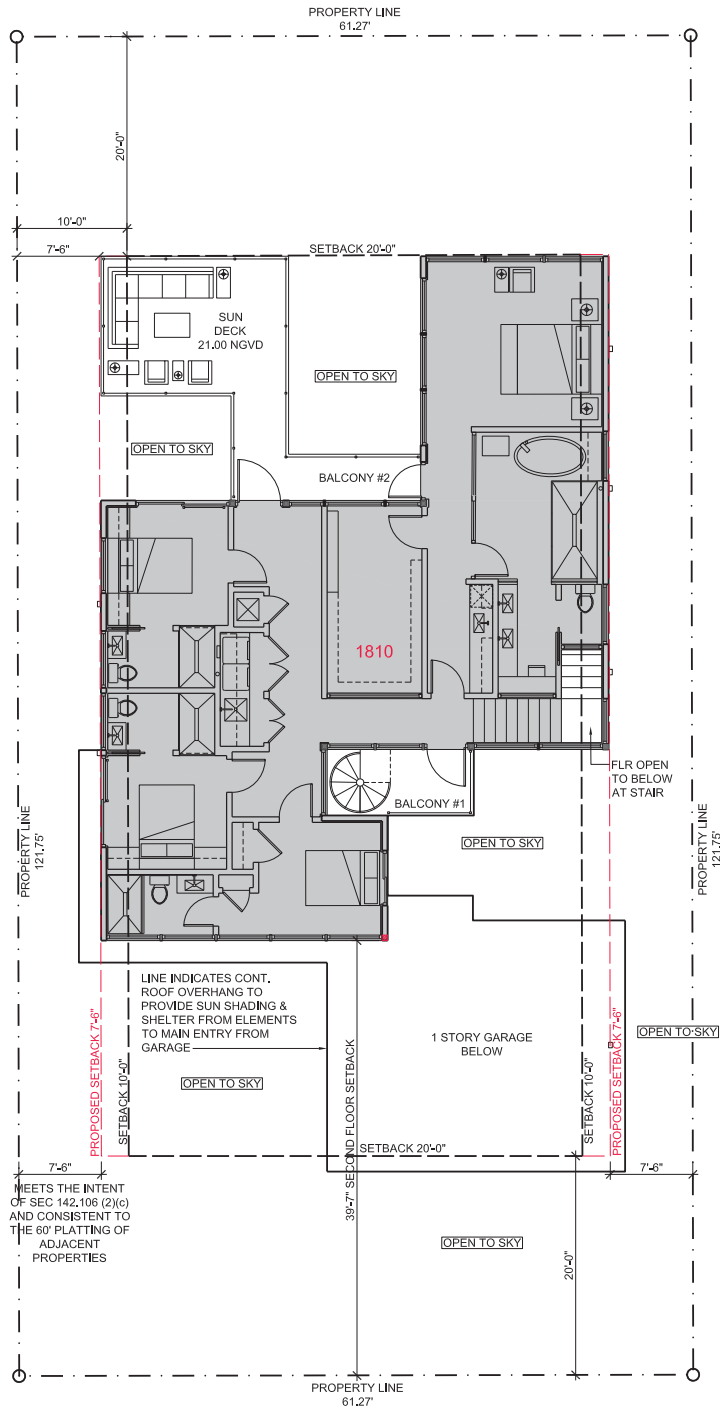 PROPERTY LINE
61.27'
20'-0"
10'-0"
7'-6"
SETBACK 20'-0"
SUN
DECK
21.00 NGVD
OPEN TO SKY
OPEN TO SKY
BALCONY #2
1810
FLR OPEN
TO BELOW
AT STAIR
BALCONY #1
OPEN TO SKY
PROPERTY LINE
121.75'
PROPERTY LINE
121.75'
LINE INDICATES CONT.
ROOF OVERHANG TO
PROVIDE SUN SHADING &
SHELTER FROM ELEMENTS
TO MAIN ENTRY FROM
GARAGE
1 STORY GARAGE
BELOW
OPEN TO SKY
OPEN TO SKY
PROPOSED SETBACK 7'-6"
SETBACK 10'-0"
39'-7" SECOND FLOOR SETBACK
SETBACK 10'-0"
PROPOSED SETBACK 7'-6"
SETBACK 20'-0"
7'-6"
7'-6"
MEETS THE INTENT
OF SEC 142.106 (2)(c)
AND CONSISTENT TO
THE 60' PLATTING OF
ADJACENT
PROPERTIES
OPEN TO SKY
20'-0"
PROPERTY LINE
61.27'